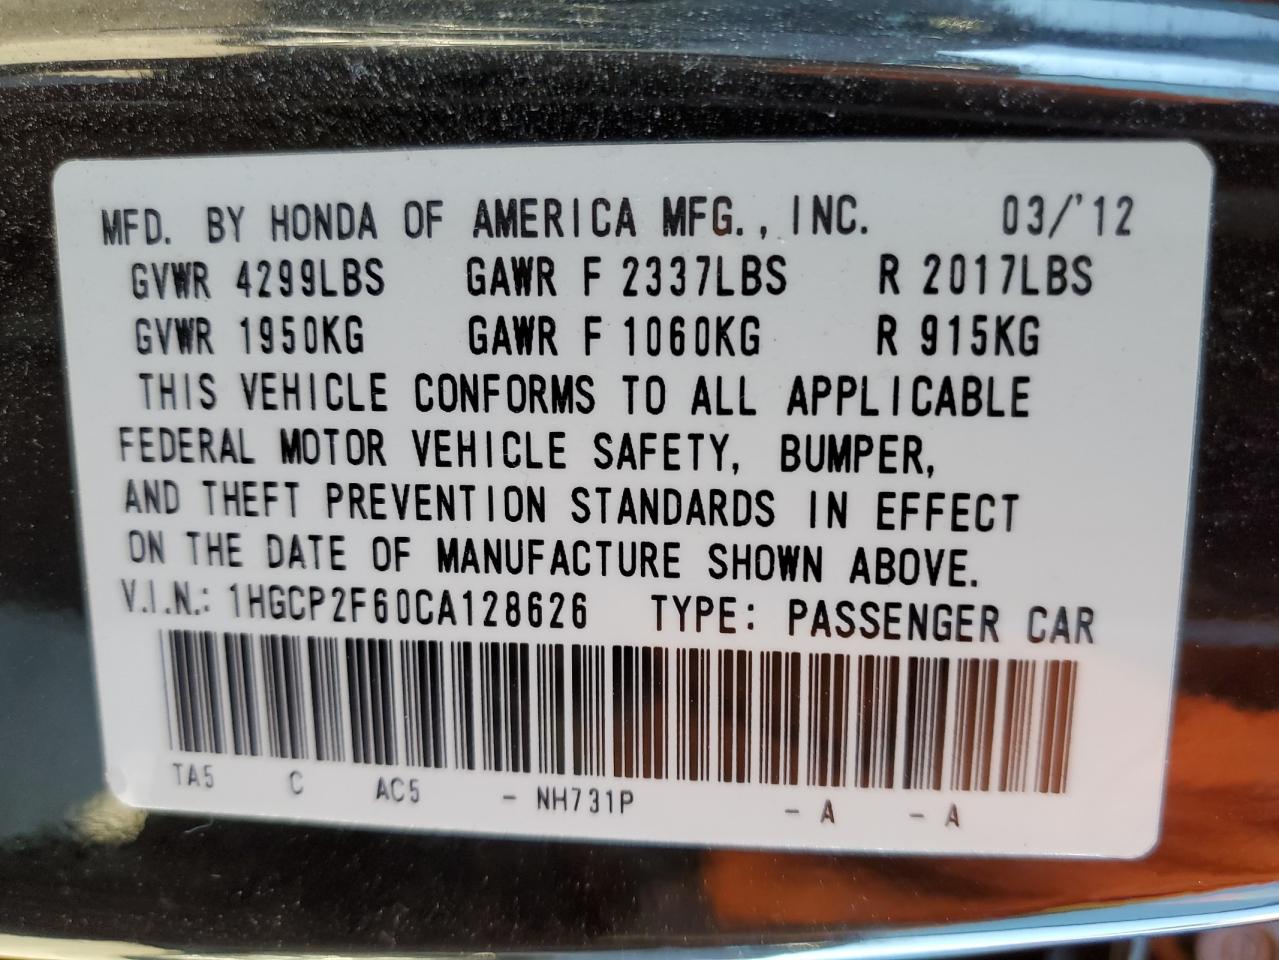 MFD. BY HONDA OF AMERICA MFG., INC. 03/'12
GVWR 4299LBS GAWR F 2337LBS R 2017LBS
GVWR 1950KG GAWR F 1060KG R 915KG
THIS VEHICLE CONFORMS TO ALL APPLICABLE
FEDERAL MOTOR VEHICLE SAFETY, BUMPER,
AND THEFT PREVENTION STANDARDS IN EFFECT
ON THE DATE OF MANUFACTURE SHOWN ABOVE.
V.I.N.: 1HGCP2F60CA128626 TYPE: PASSENGER CAR
TA5 C AC5 - NH731P - A - A